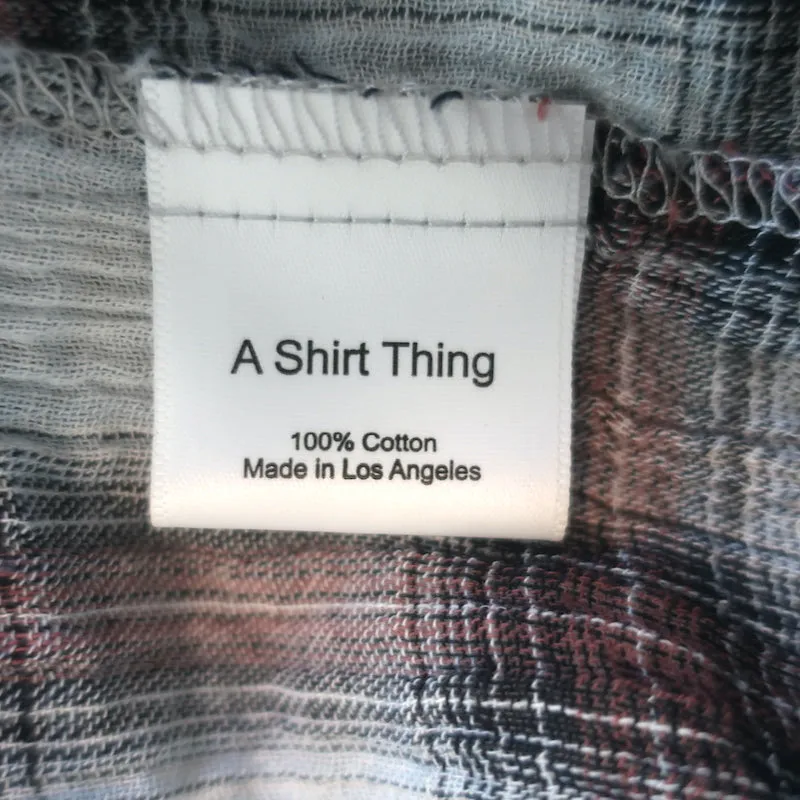 A Shirt Thing
100% Cotton
Made in Los Angeles